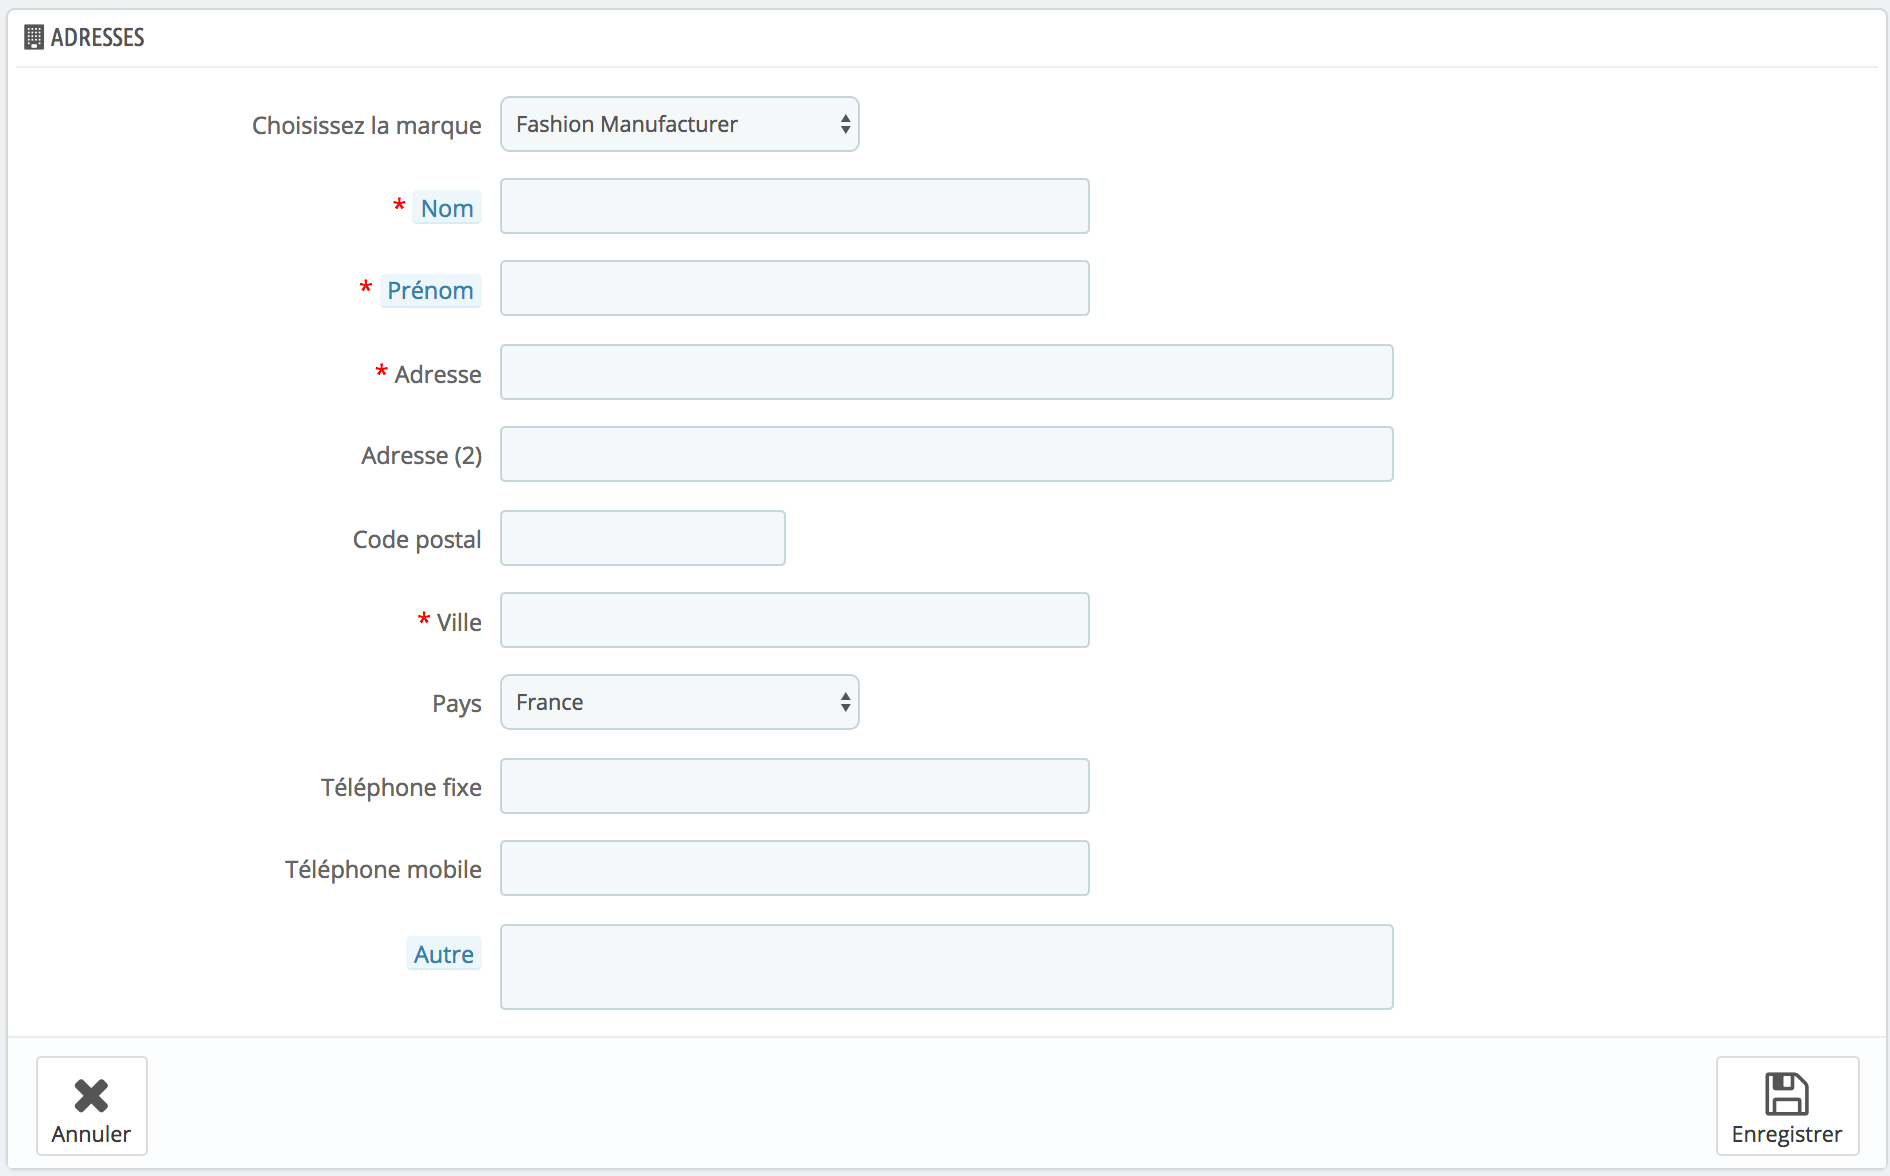 ADRESSES
Choisissez la marque Fashion Manufacturer
* Nom
* Prénom
* Adresse
Adresse (2)
Code postal
* Ville
Pays France
Téléphone fixe
Téléphone mobile
Autre
Annuler Enregistrer